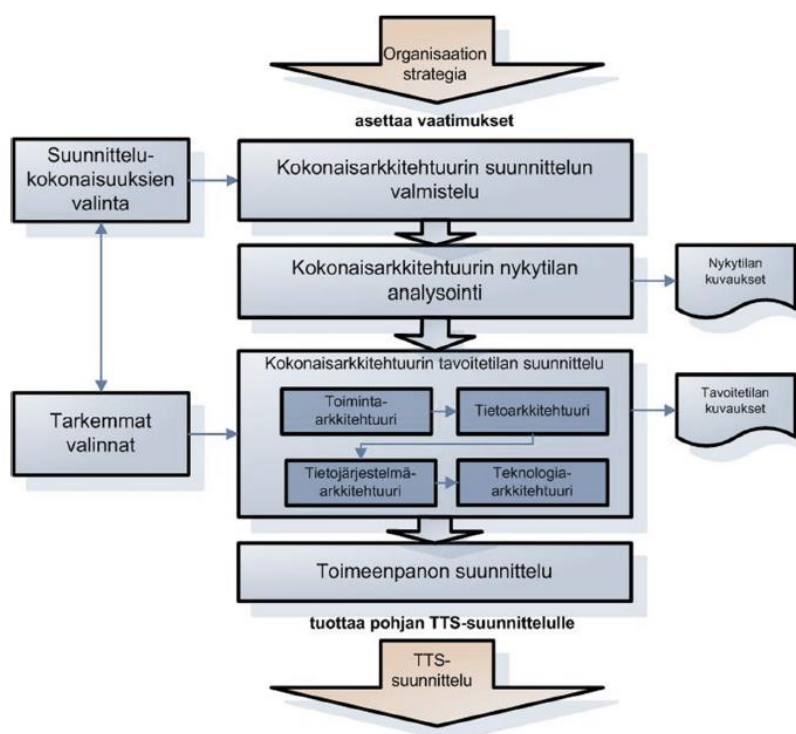 Organisaation
strategia
asettaa vaatimukset
Suunnittelu-
kokonaisuuksien
valinta
Kokonaisarkkitehtuurin suunnittelun
valmistelu
Kokonaisarkkitehtuurin nykytilan
analysointi
Nykytilan
kuvaukset
Kokonaisarkkitehtuurin tavoitetilan suunnittelu
Toiminta-
arkkitehtuuri
Tietoarkkitehtuuri
Tavoitetilan
kuvaukset
Tarkemmat
valinnat
Tietojärjestelmä-
arkkitehtuuri
Teknologia-
arkkitehtuuri
Toimeenpanon suunnittelu
tuottaa pohjan TTS-suunnittelulle
TTS-
suunnittelu